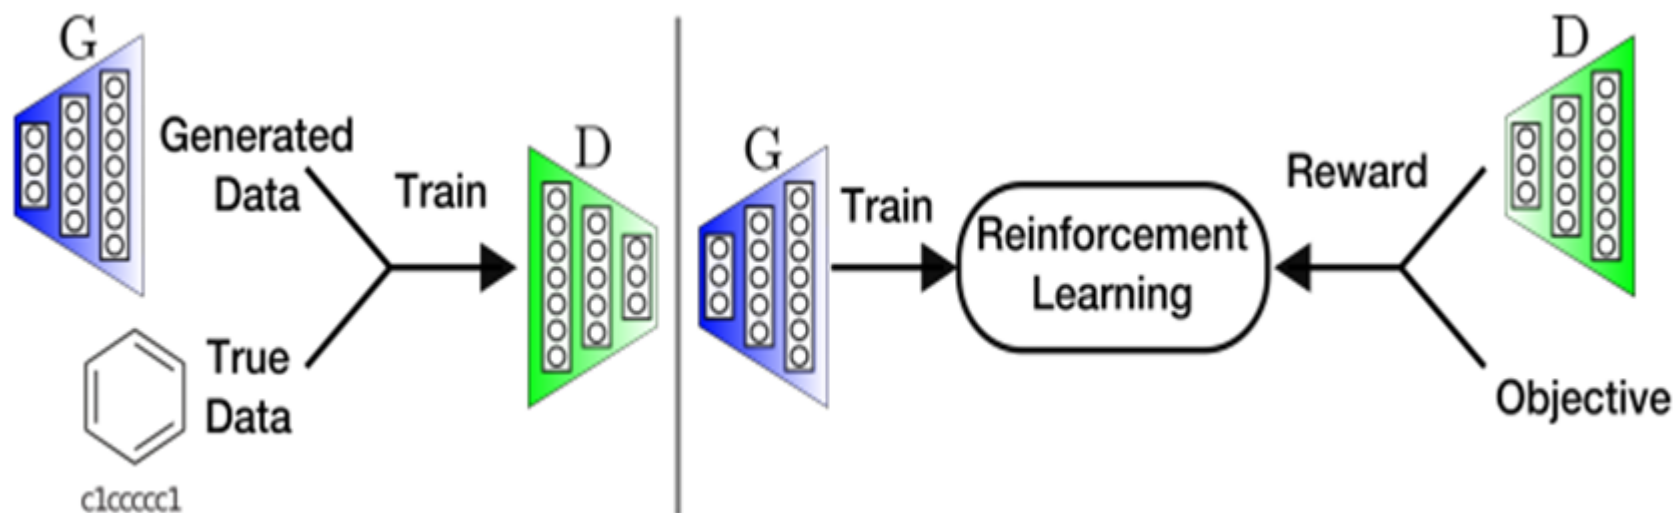 G
Generated
Data
Train
D
True
Data
c1ccccc1
G
Train
Reinforcement
Learning
Reward
D
Objective